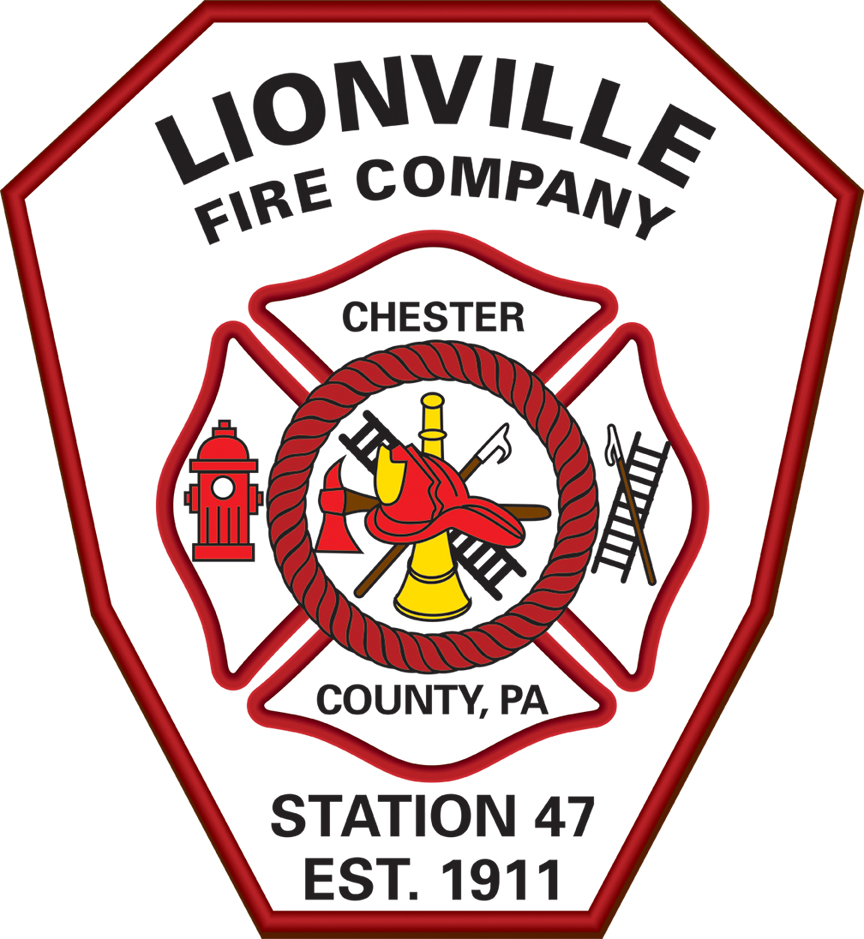 LIONVILLE
FIRE COMPANY
CHESTER
COUNTY, PA
STATION 47
EST. 1911